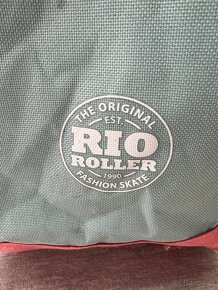 THE ORIGINAL
EST.
RIO
ROLLER
1990
FASHION SKATE